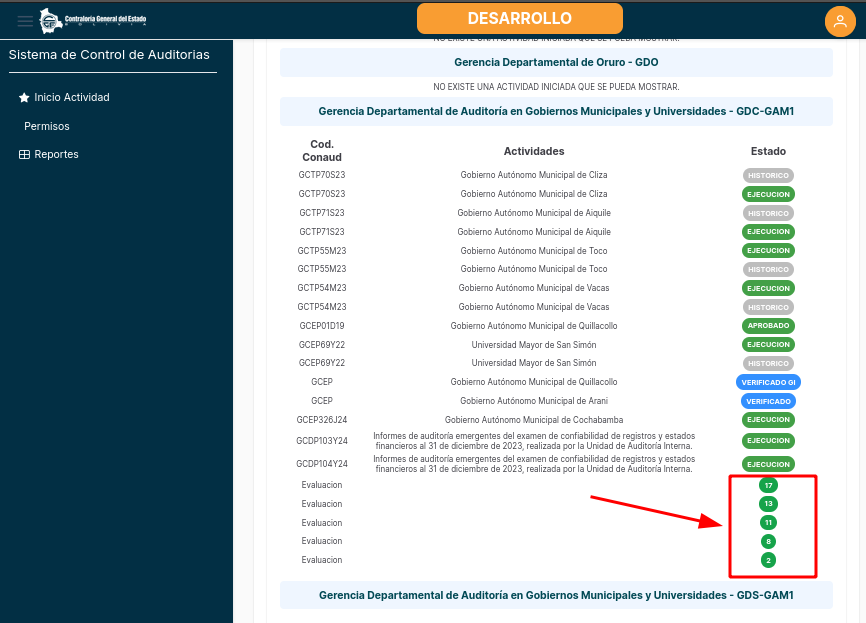 Contraloría General del Estado
B O L I V I A
DESARROLLO
Sistema de Control de Auditorias
Inicio Actividad
Permisos
Reportes
NO EXISTE UNA ACTIVIDAD INICIADA QUE SE PUEDA MOSTRAR.
Gerencia Departamental de Oruro - GDO
NO EXISTE UNA ACTIVIDAD INICIADA QUE SE PUEDA MOSTRAR.
Gerencia Departamental de Auditoría en Gobiernos Municipales y Universidades - GDC-GAM1
Cod. Conaud Actividades Estado
GCTP70S23 Gobierno Autónomo Municipal de Cliza HISTORICO
GCTP70S23 Gobierno Autónomo Municipal de Cliza EJECUCION
GCTP71S23 Gobierno Autónomo Municipal de Aiquile HISTORICO
GCTP71S23 Gobierno Autónomo Municipal de Aiquile EJECUCION
GCTP55M23 Gobierno Autónomo Municipal de Toco EJECUCION
GCTP55M23 Gobierno Autónomo Municipal de Toco HISTORICO
GCTP54M23 Gobierno Autónomo Municipal de Vacas EJECUCION
GCTP54M23 Gobierno Autónomo Municipal de Vacas HISTORICO
GCEP01D19 Gobierno Autónomo Municipal de Quillacollo APROBADO
GCEP69Y22 Universidad Mayor de San Simón EJECUCION
GCEP69Y22 Universidad Mayor de San Simón HISTORICO
GCEP Gobierno Autónomo Municipal de Quillacollo VERIFICADO GI
GCEP Gobierno Autónomo Municipal de Arani VERIFICADO
GCEP326J24 Gobierno Autónomo Municipal de Cochabamba EJECUCION
GCDP103Y24 Informes de auditoría emergentes del examen de confiabilidad de registros y estados
financieros al 31 de diciembre de 2023, realizada por la Unidad de Auditoría Interna. EJECUCION
GCDP104Y24 Informes de auditoría emergentes del examen de confiabilidad de registros y estados
financieros al 31 de diciembre de 2023, realizada por la Unidad de Auditoría Interna. EJECUCION
Evaluacion 17
Evaluacion 13
Evaluacion 11
Evaluacion 8
Evaluacion 2
Gerencia Departamental de Auditoría en Gobiernos Municipales y Universidades - GDS-GAM1